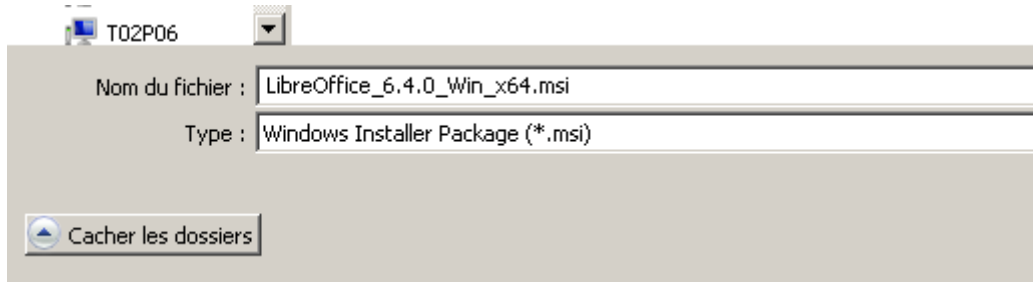 T02P06
Nom du fichier : LibreOffice_6.4.0_Win_x64.msi
Type : Windows Installer Package (*.msi)
Cacher les dossiers